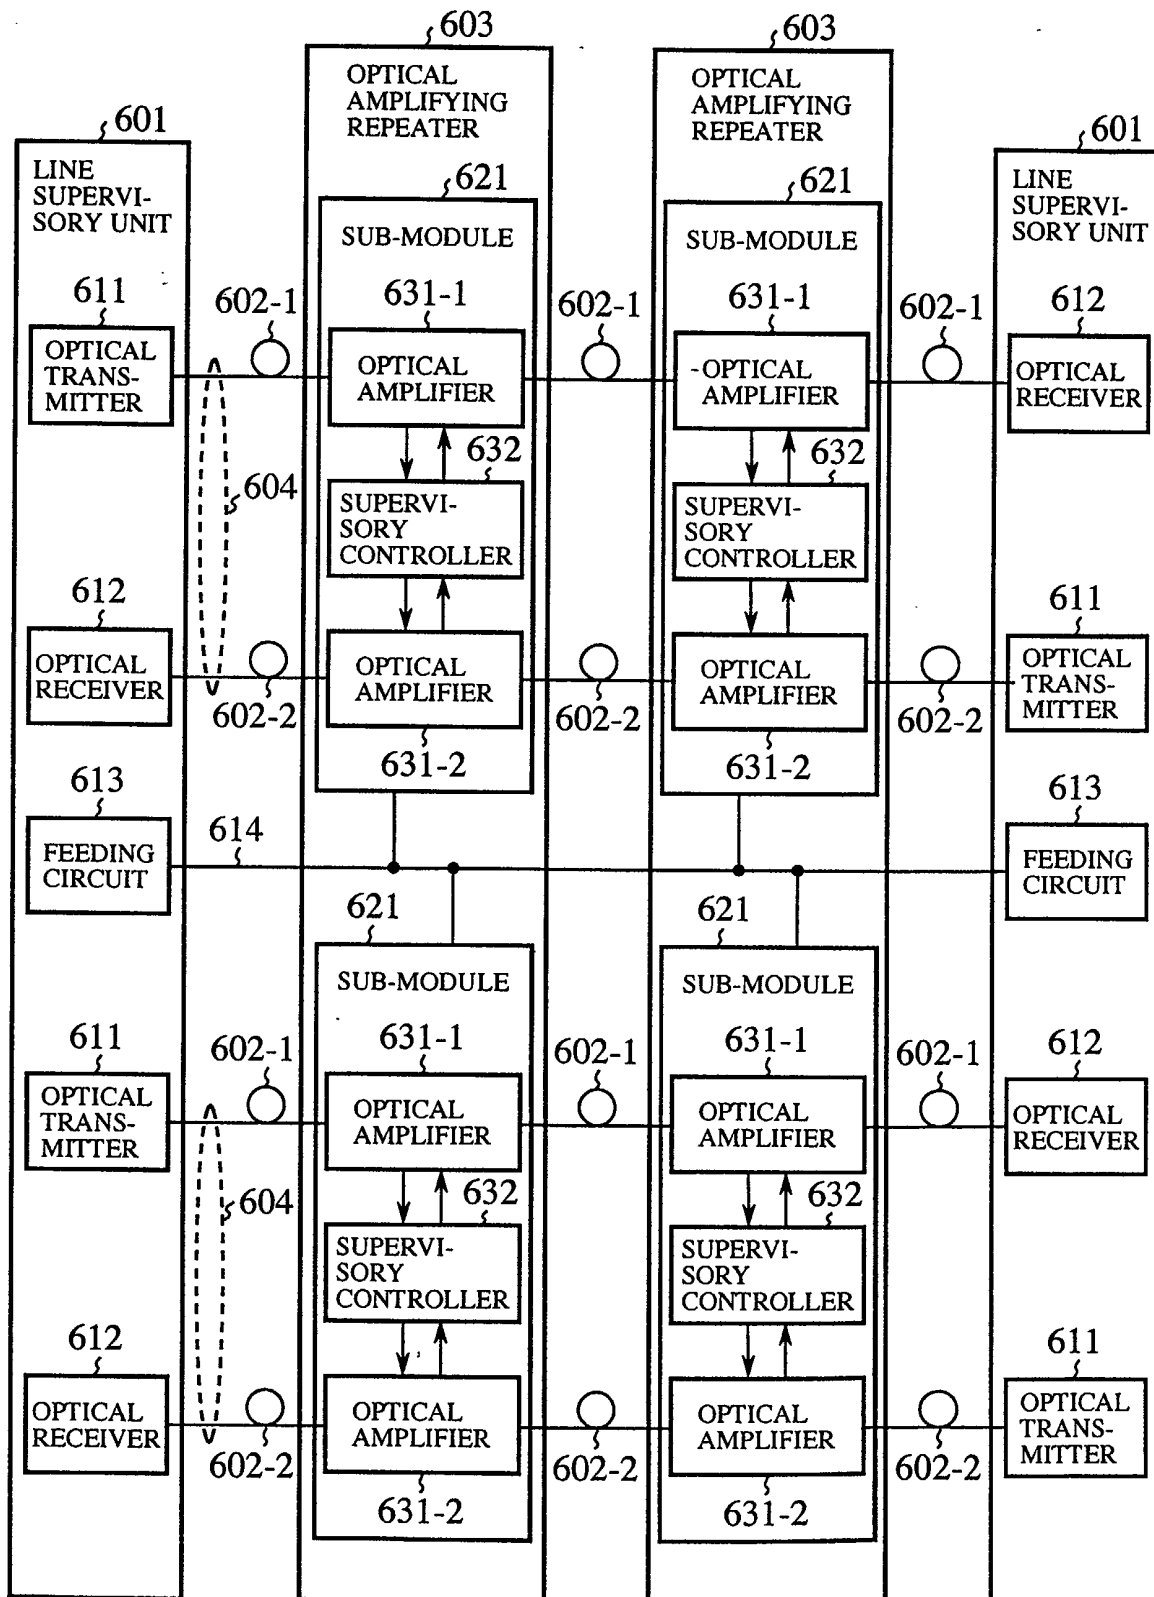 603
603
OPTICAL
AMPLIFYING
REPEATER
OPTICAL
AMPLIFYING
REPEATER
601
601
LINE
SUPERVI-
SORY UNIT
LINE
SUPERVI-
SORY UNIT
621
621
SUB-MODULE
SUB-MODULE
611
602-1
631-1
602-1
631-1
602-1
612
OPTICAL
TRANS-
MITTER
OPTICAL
AMPLIFIER
OPTICAL
AMPLIFIER
OPTICAL
RECEIVER
632
632
604
SUPERVI-
SORY
CONTROLLER
SUPERVI-
SORY
CONTROLLER
612
611
OPTICAL
RECEIVER
OPTICAL
AMPLIFIER
OPTICAL
AMPLIFIER
OPTICAL
TRANS-
MITTER
602-2
602-2
602-2
631-2
631-2
613
613
614
FEEDING
CIRCUIT
FEEDING
CIRCUIT
621
621
SUB-MODULE
SUB-MODULE
611
602-1
631-1
602-1
631-1
602-1
612
OPTICAL
TRANS-
MITTER
OPTICAL
AMPLIFIER
OPTICAL
AMPLIFIER
OPTICAL
RECEIVER
632
632
604
SUPERVI-
SORY
CONTROLLER
SUPERVI-
SORY
CONTROLLER
612
611
OPTICAL
RECEIVER
OPTICAL
AMPLIFIER
OPTICAL
AMPLIFIER
OPTICAL
TRANS-
MITTER
602-2
602-2
602-2
631-2
631-2